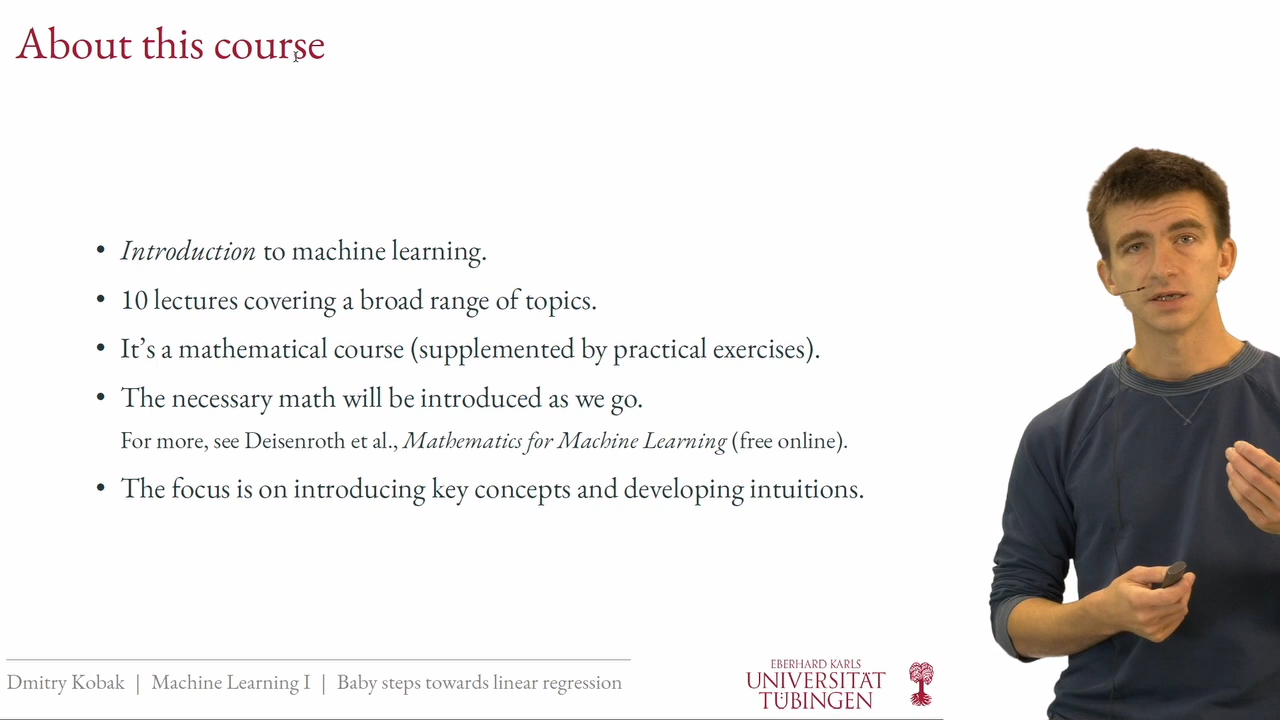 About this course
• Introduction to machine learning.
• 10 lectures covering a broad range of topics.
• It's a mathematical course (supplemented by practical exercises).
• The necessary math will be introduced as we go.
For more, see Deisenroth et al., Mathematics for Machine Learning (free online).
• The focus is on introducing key concepts and developing intuitions.
Dmitry Kobak | Machine Learning I | Baby steps towards linear regression
EBERHARD KARLS
UNIVERSITÄT
TÜBINGEN